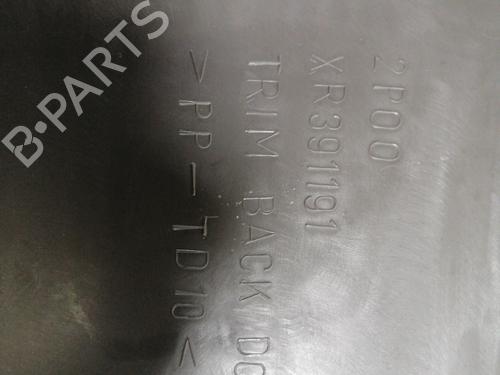 2P00
XR391191
TRIM BACK DO
>PP-TD10<
B-PARTS